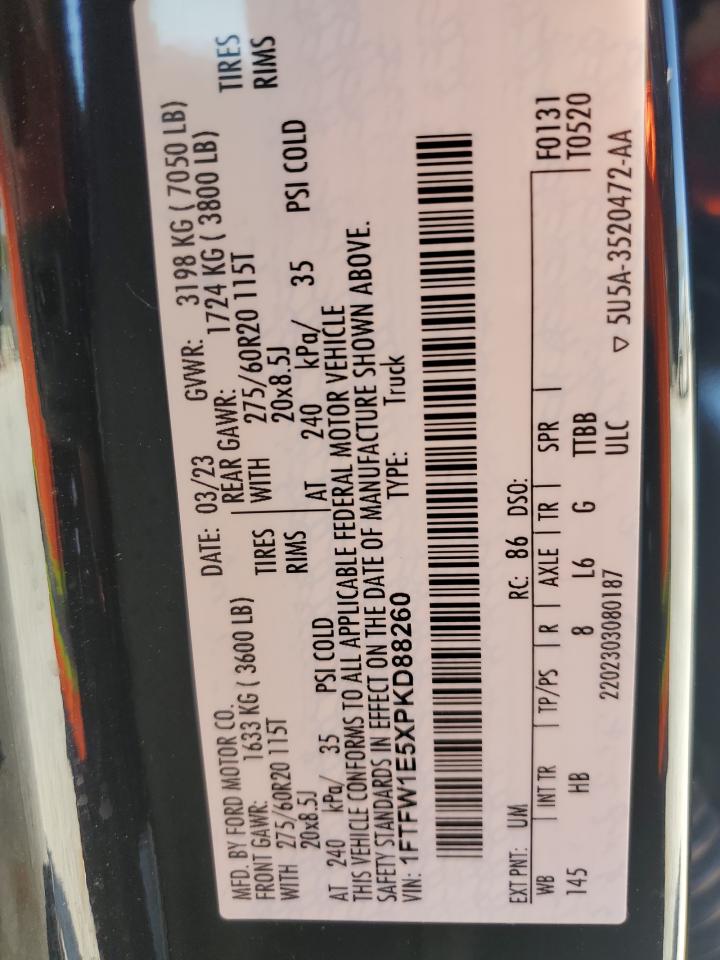 MFD. BY FORD MOTOR CO. DATE: 03/23 GVWR: 3198 KG ( 7050 LB)
FRONT GAWR: 1633 KG ( 3600 LB) REAR GAWR: 1724 KG ( 3800 LB)
WITH 275/60R20 115T TIRES WITH 275/60R20 115T TIRES
20x8.5J RIMS 20x8.5J RIMS
AT 240 kPa/ 35 PSI COLD AT 240 kPa/ 35 PSI COLD
THIS VEHICLE CONFORMS TO ALL APPLICABLE FEDERAL MOTOR VEHICLE
SAFETY STANDARDS IN EFFECT ON THE DATE OF MANUFACTURE SHOWN ABOVE.
VIN: 1FTFW1E5XPKD88260 TYPE: Truck
EXT PNT: UM RC: 86 DSO: F0131
WB INT TR TP/PS R AXLE TR SPR T0520
145 HB 8 L6 G TTBB
2202303080187 ULC ▽ 5U5A-3520472-AA